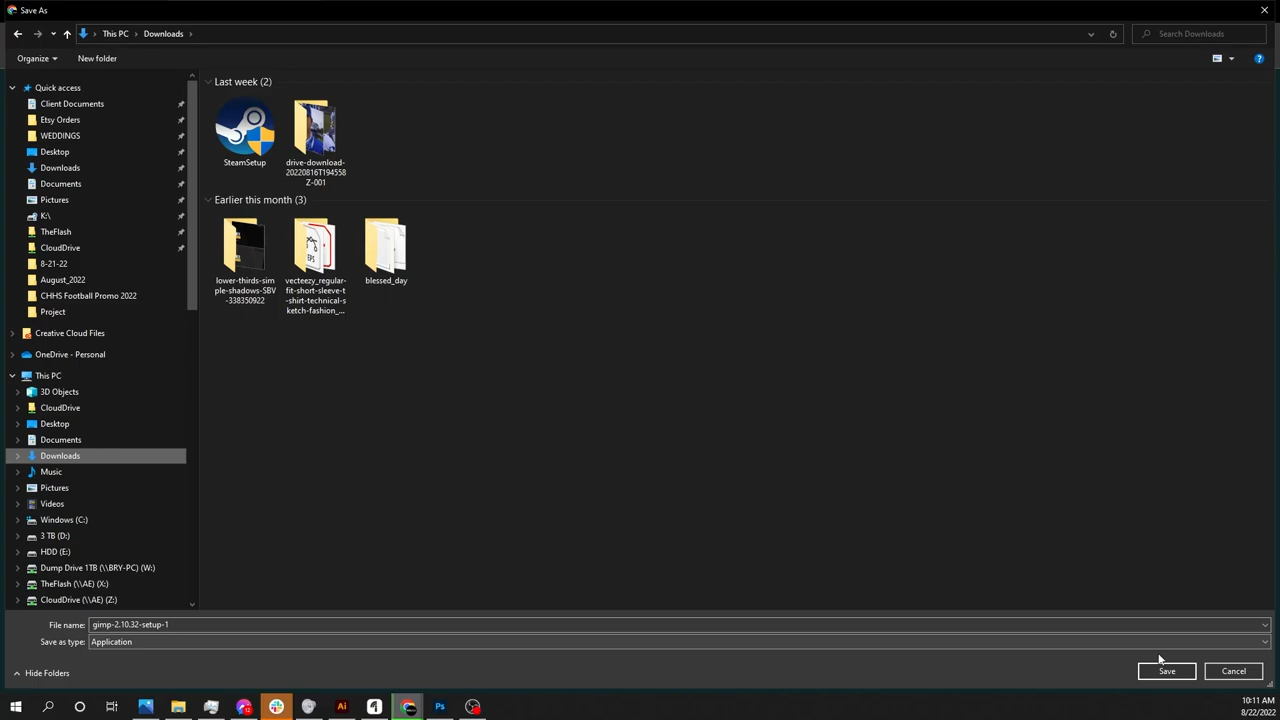 Save As
This PC
Downloads
Search Downloads
Organize
New folder
Quick access
Client Documents
Etsy Orders
WEDDINGS
Desktop
Downloads
Documents
Pictures
K:\
TheFlash
CloudDrive
8-21-22
August_2022
CHHS Football Promo 2022
Project
Creative Cloud Files
OneDrive - Personal
This PC
3D Objects
CloudDrive
Desktop
Documents
Downloads
Music
Pictures
Videos
Windows (C:)
3 TB (D:)
HDD (E:)
Dump Drive 1TB (\\BRY-PC) (W:)
TheFlash (\\AE) (X:)
CloudDrive (\\AE) (Z:)
Last week (2)
SteamSetup
drive-download-
20220816T194558
Z-001
Earlier this month (3)
EPS
lower-thirds-sim
ple-shadows-SBV
-338350922
vecteezy_regular-
fit-short-sleeve-t
-shirt-technical-s
ketch-fashion_...
blessed_day
File name: gimp-2.10.32-setup-1
Save as type: Application
Hide Folders
Save
Cancel
12
Ai
Ps
10:11 AM
8/22/2022